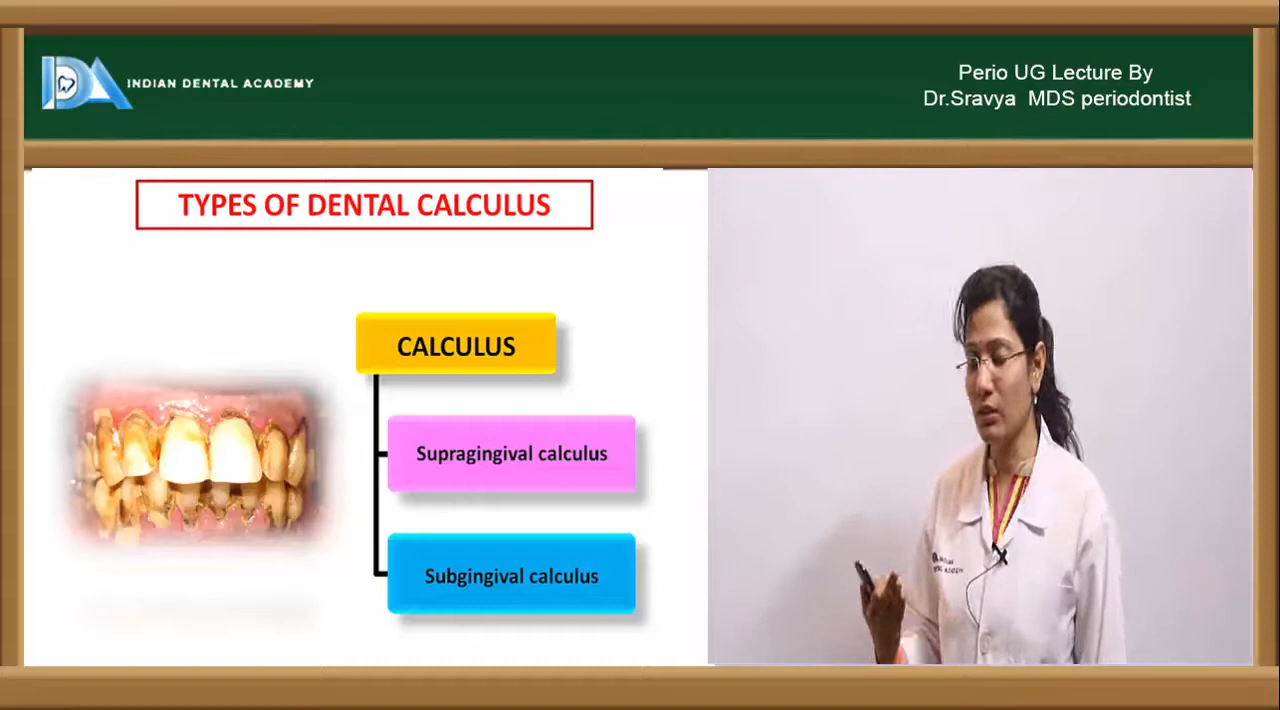 IDA INDIAN DENTAL ACADEMY
Perio UG Lecture By
Dr.Sravya MDS periodontist
TYPES OF DENTAL CALCULUS
CALCULUS
Supragingival calculus
Subgingival calculus